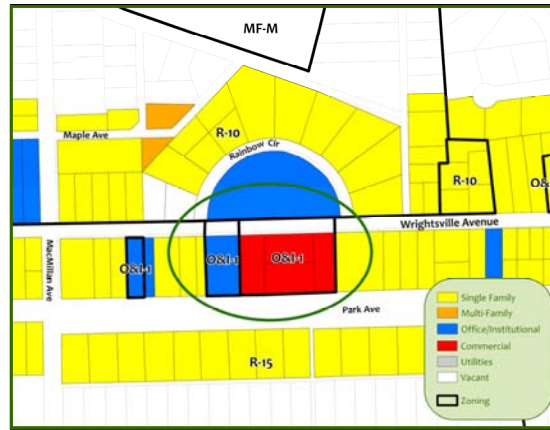 MF-M
Maple Ave
R-10
Rainbow Cir
R-10
O&I-1
Wrightsville Avenue
MacMillan Ave
O&I-1
O&I-1
O&I-1
Park Ave
R-15
Single Family
Multi-Family
Office/Institutional
Commercial
Utilities
Vacant
Zoning